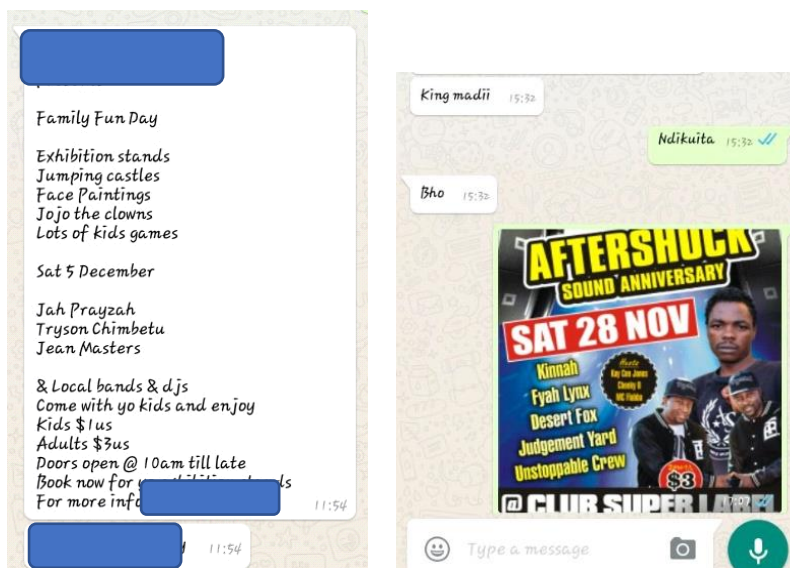 Family Fun Day
Exhibition stands
Jumping castles
Face Paintings
Jojo the clowns
Lots of kids games
Sat 5 December
Jah Prayzah
Tryson Chimbetu
Jean Masters
& Local bands & djs
Come with yo kids and enjoy
Kids $1us
Adults $3us
Doors open @ 10am till late
Book now for
For more info
11:54
11:54
King madii 15:32
Ndikuita 15:32
Bho 15:32
AFTERSHOCK
SOUND ANNIVERSARY
SAT 28 NOV
Kinnah
Fyah Lynx
Desert Fox
Judgement Yard
Unstoppable Crew
Hosts
$3
@ CLUB SUPER
Type a message